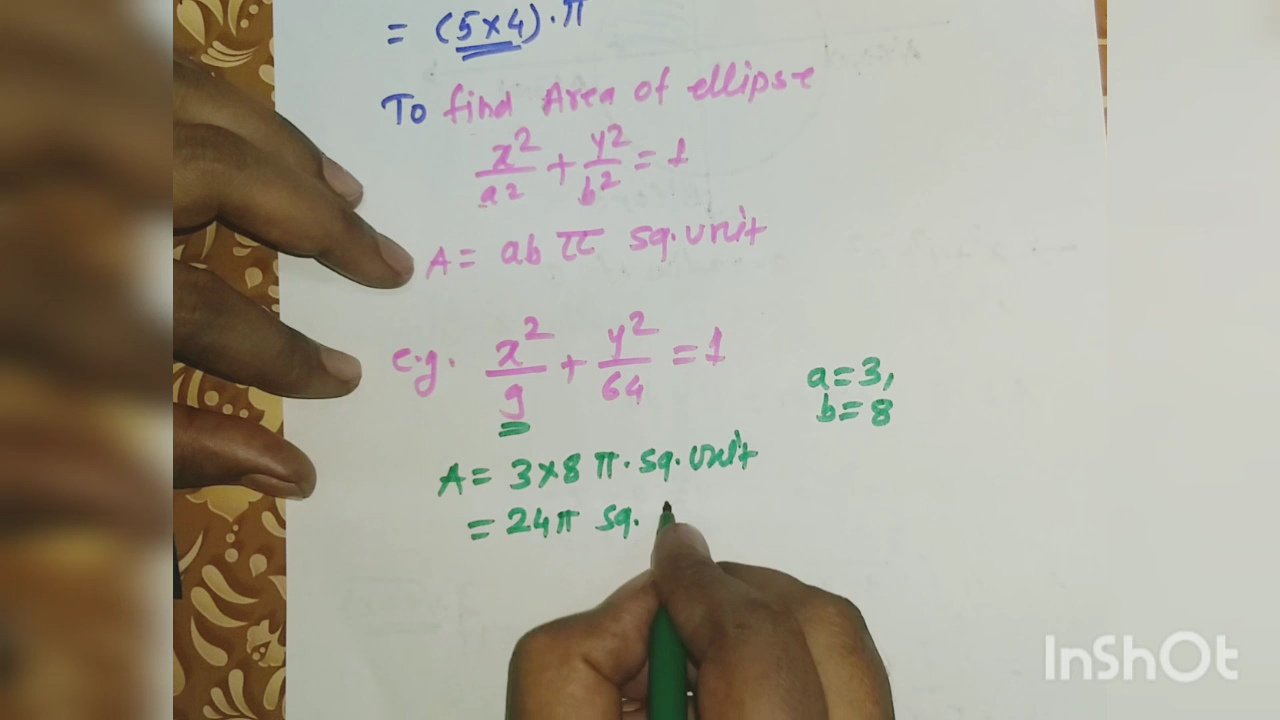 = (5×4).π
To find Area of ellipse
x²/a² + y²/b² = 1
A = ab π sq.unit
e.g. x²/9 + y²/64 = 1
a=3,
b=8
A = 3×8 π. sq. unit
= 24π sq.
InShOt